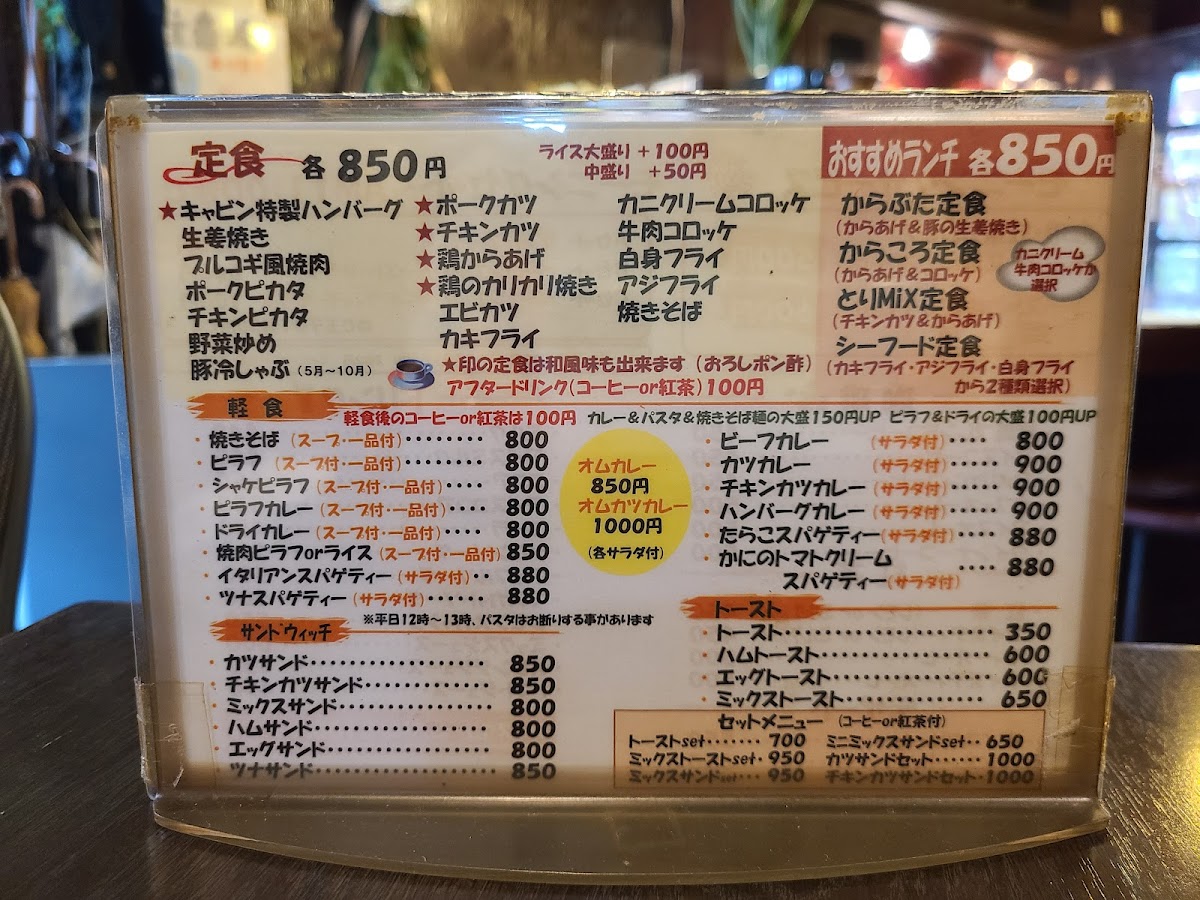 定食 各850円
ライス大盛り +100円
中盛り +50円
★キャビン特製ハンバーグ
生姜焼き
プルコギ風焼肉
ポークピカタ
チキンピカタ
野菜炒め
豚冷しゃぶ(5月〜10月)
★ポークカツ
★チキンカツ
★鶏からあげ
★鶏のカリカリ焼き
エビカツ
カキフライ
カニクリームコロッケ
牛肉コロッケ
白身フライ
アジフライ
焼きそば
★印の定食は和風味も出来ます(おろしポン酢)
アフタードリンク(コーヒーor紅茶)100円
おすすめランチ 各850円
からぶた定食
(からあげ&豚の生姜焼き)
からころ定食
(からあげ&コロッケ)
カニクリーム
牛肉コロッケか
選択
とりMiX定食
(チキンカツ&からあげ)
シーフード定食
(カキフライ・アジフライ・白身フライ
から2種類選択)
軽食
軽食後のコーヒーor紅茶は100円 カレー&パスタ&焼きそば麺の大盛150円UP ピラフ&ドライの大盛100円UP
・焼きそば(スープ・一品付)・・・・・・・・800
・ピラフ(スープ付・一品付)・・・・・・・・800
・シャケピラフ(スープ付・一品付)・・・・800
・ピラフカレー(スープ付・一品付)・・・・800
・ドライカレー(スープ付・一品付)・・・・800
・焼肉ピラフorライス(スープ付・一品付)850
・イタリアンスパゲティー(サラダ付)・・880
・ツナスパゲティー(サラダ付)・・・・・・880
※平日12時〜13時、パスタはお断りする事があります
オムカレー
850円
オムカツカレー
1000円
(各サラダ付)
・ビーフカレー(サラダ付)・・・・800
・カツカレー(サラダ付)・・・・・900
・チキンカツカレー(サラダ付)・・・・・900
・ハンバーグカレー(サラダ付)・・・・900
・たらこスパゲティー(サラダ付)・・・・880
・かにのトマトクリーム
スパゲティー(サラダ付)・・・・880
サンドウィッチ
・カツサンド・・・・・・・・・・・・・・・・850
・チキンカツサンド・・・・・・・・・・・・850
・ミックスサンド・・・・・・・・・・・・・・800
・ハムサンド・・・・・・・・・・・・・・・・800
・エッグサンド・・・・・・・・・・・・・・・800
ツナサンド・・・・・・・・・・・・・・・・850
トースト
・トースト・・・・・・・・・・・・・・・・・・350
・ハムトースト・・・・・・・・・・・・・・600
・エッグトースト・・・・・・・・・・・・・600
・ミックストースト・・・・・・・・・・・・650
セットメニュー (コーヒーor紅茶付)
トーストset・・・・・・・700
ミックストーストset・・950
ミックスサンドset・・・950
ミニミックスサンドset・・650
カツサンドセット・・・・・・1000
チキンカツサンドセット・・1000